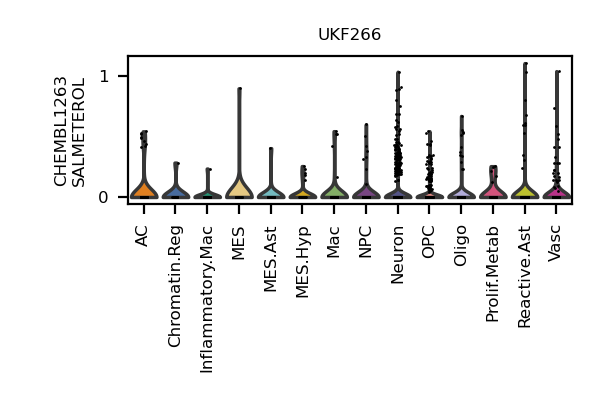 UKF266
CHEMBL1263
SALMETEROL
1
0
AC
Chromatin.Reg
Inflammatory.Mac
MES
MES.Ast
MES.Hyp
Mac
NPC
Neuron
OPC
Oligo
Prolif.Metab
Reactive.Ast
Vasc